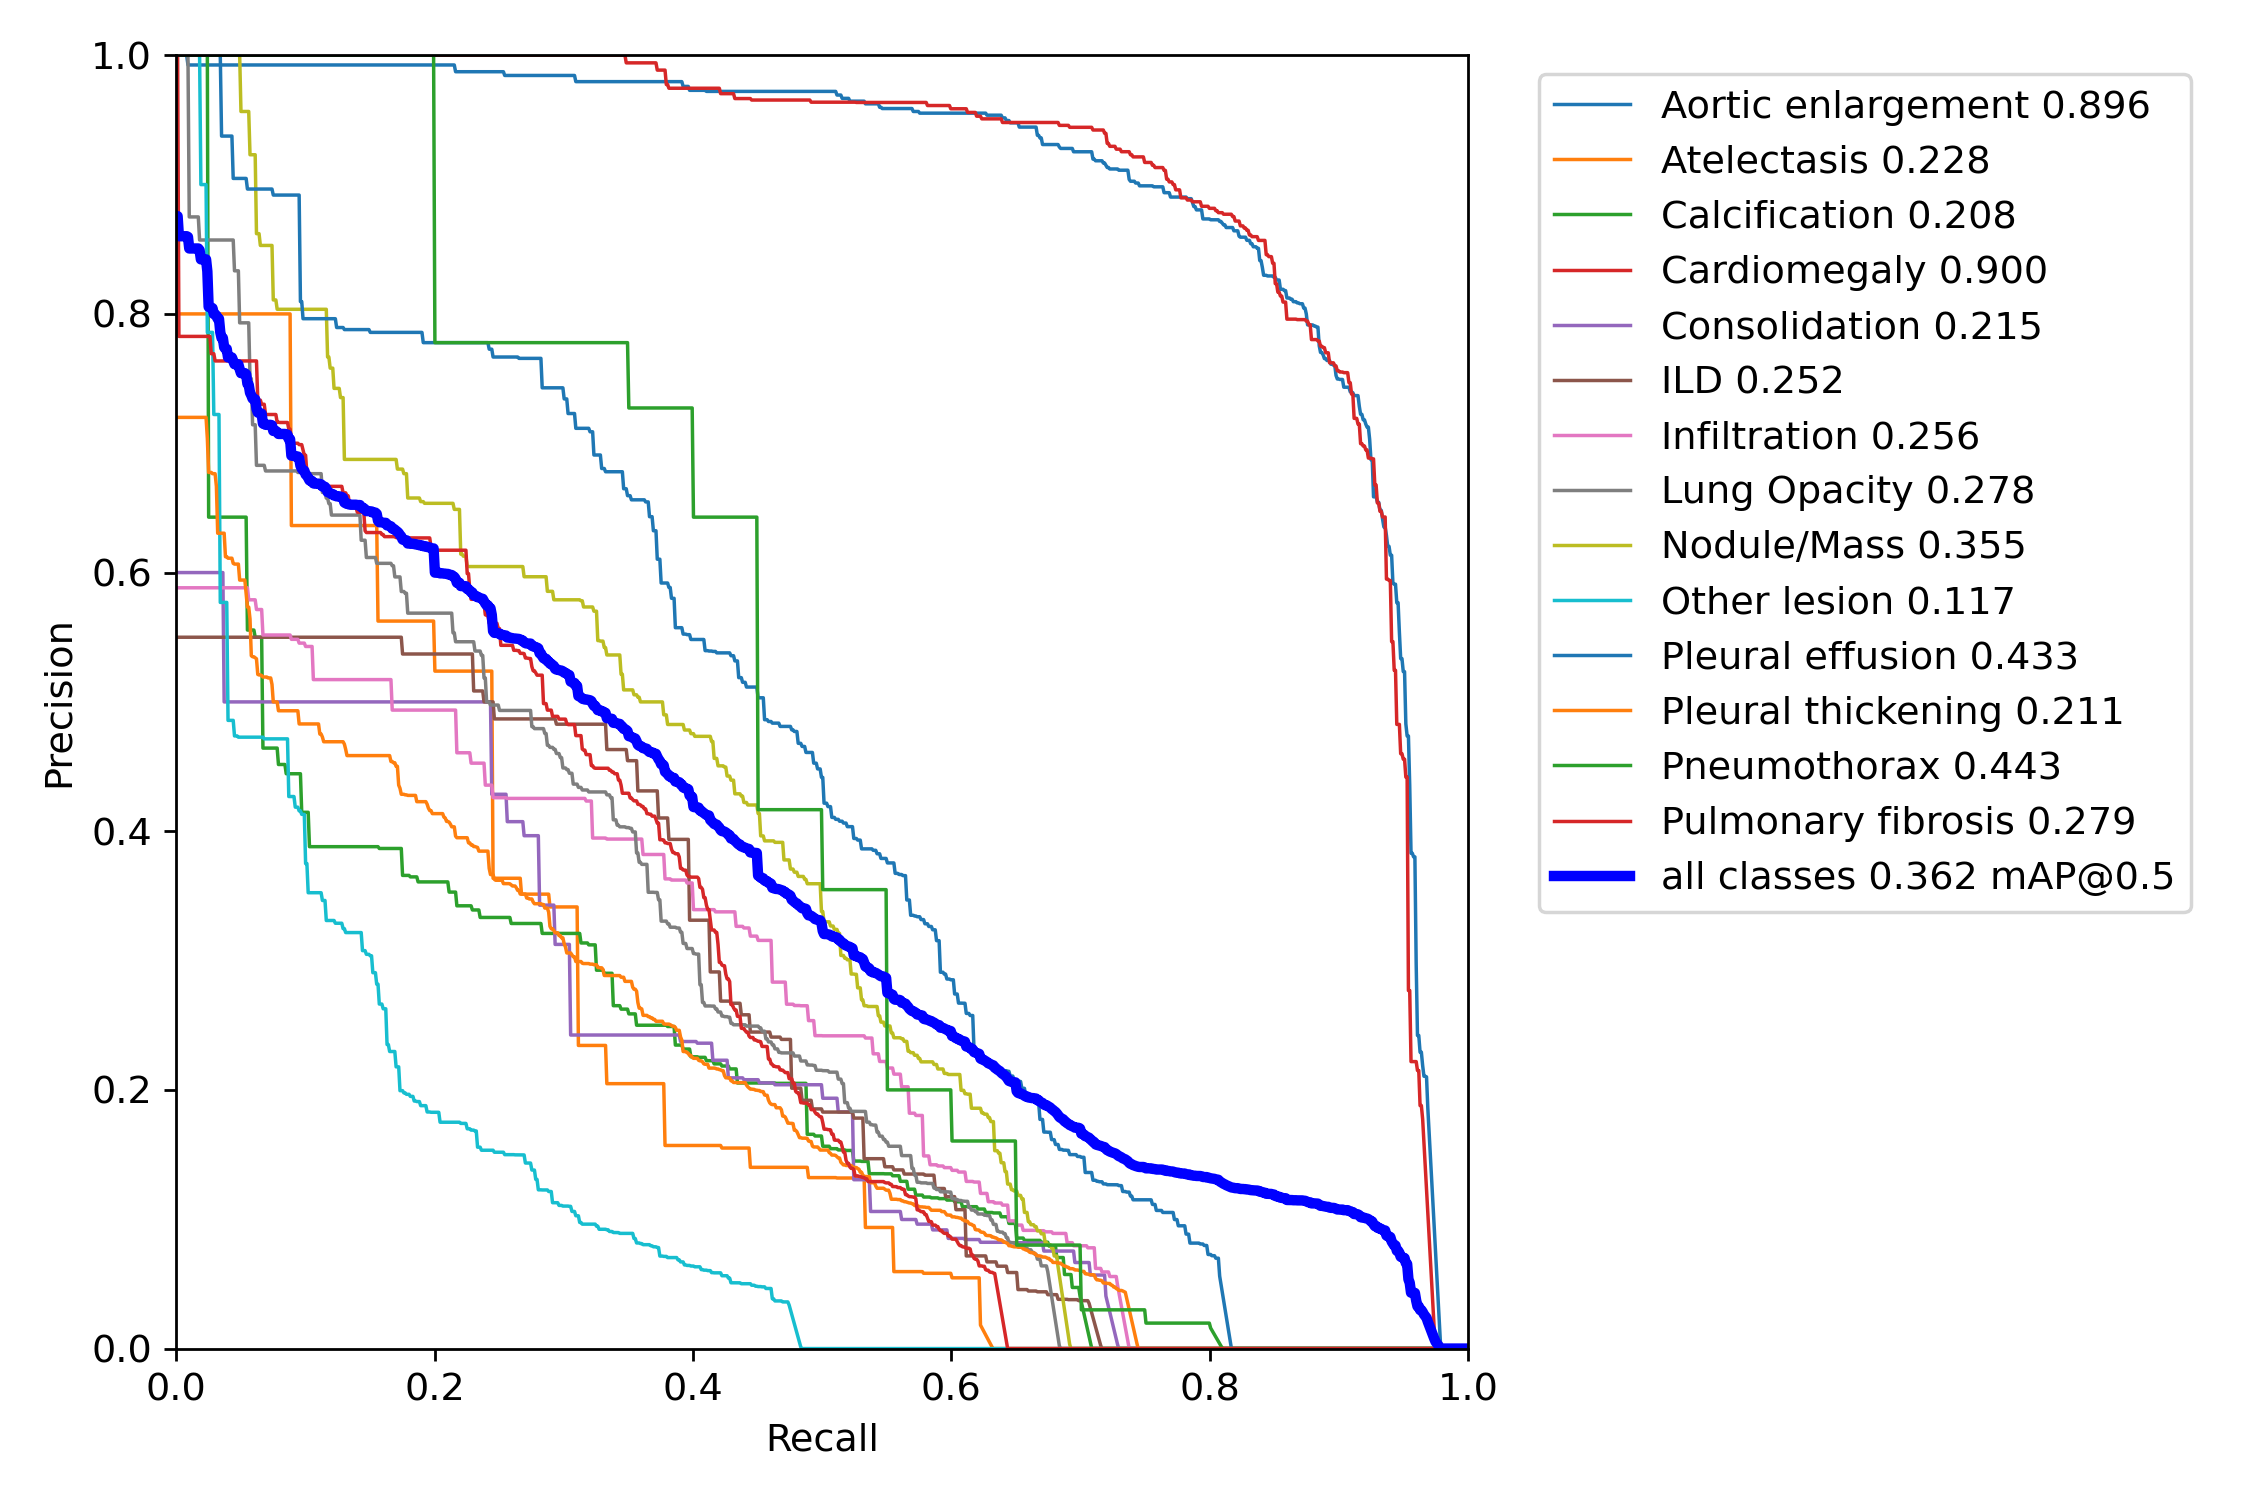 1.0
0.8
0.6
0.4
0.2
0.0
Precision
0.0 0.2 0.4 0.6 0.8 1.0
Recall
Aortic enlargement 0.896
Atelectasis 0.228
Calcification 0.208
Cardiomegaly 0.900
Consolidation 0.215
ILD 0.252
Infiltration 0.256
Lung Opacity 0.278
Nodule/Mass 0.355
Other lesion 0.117
Pleural effusion 0.433
Pleural thickening 0.211
Pneumothorax 0.443
Pulmonary fibrosis 0.279
all classes 0.362 mAP@0.5